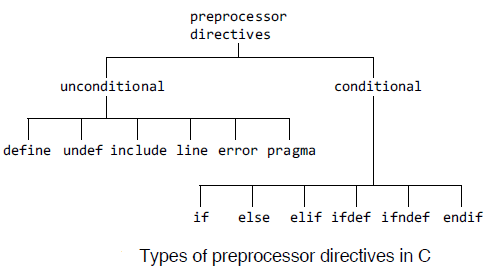 preprocessor
directives
unconditional conditional
define undef include line error pragma
if else elif ifdef ifndef endif
Types of preprocessor directives in C